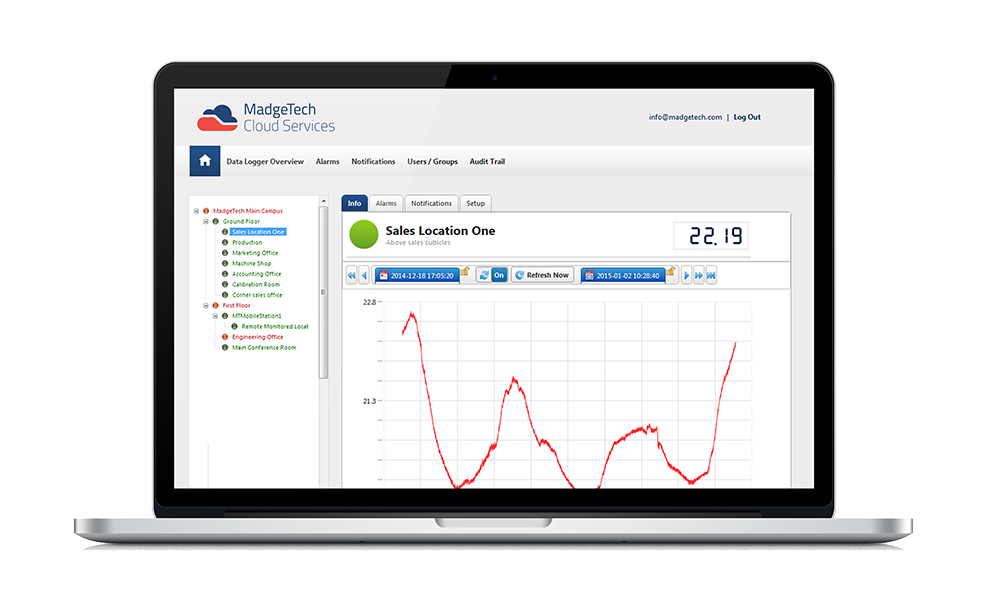 MadgeTech
Cloud Services
info@madgetech.com | Log Out
Data Logger Overview Alarms Notifications Users / Groups Audit Trail
MadgeTech Main Campus
Ground Floor
Sales Location One
Production
Marketing Office
Machine Shop
Accounting Office
Calibration Room
Corner sales office
First Floor
MTMobileStation1
Remote Monitored Locat
Engineering Office
Main Conference Room
Info Alarms Notifications Setup
Sales Location One
Above sales cubicles
22.19
2014-12-18 17:05:20 On Refresh Now 2015-01-02 10:28:40
22.8
21.3